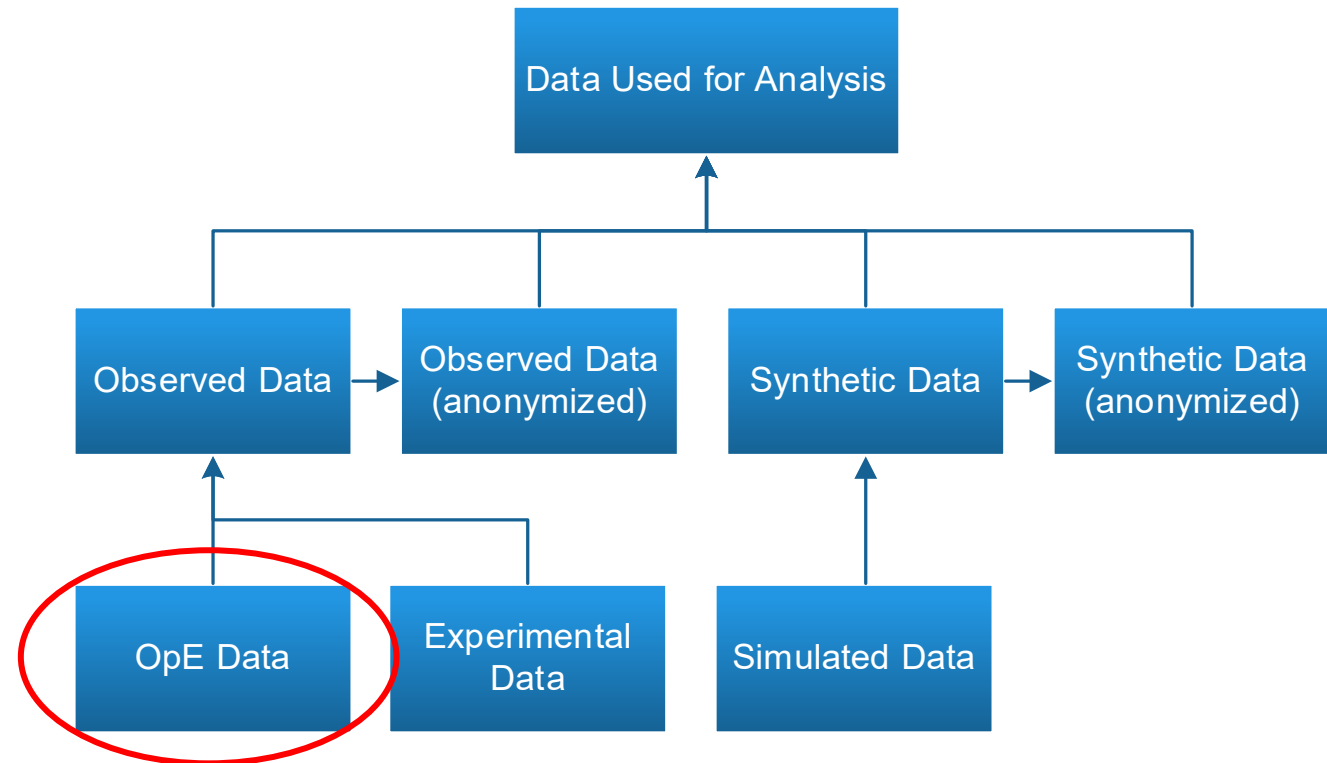 Data Used for Analysis
Observed Data
Observed Data
(anonymized)
Synthetic Data
Synthetic Data
(anonymized)
OpE Data
Experimental
Data
Simulated Data